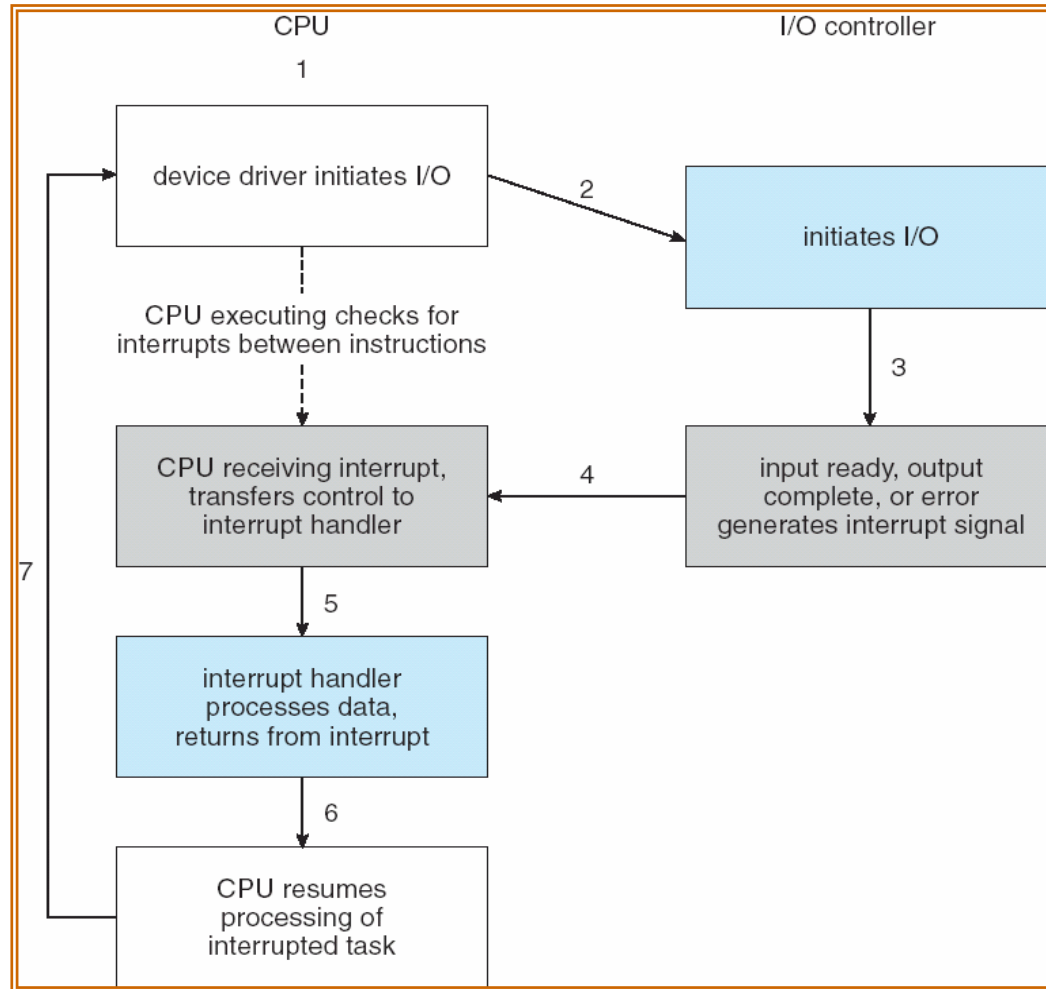 CPU
I/O controller
1
device driver initiates I/O
2
initiates I/O
CPU executing checks for
interrupts between instructions
3
CPU receiving interrupt,
transfers control to
interrupt handler
4
input ready, output
complete, or error
generates interrupt signal
7
5
interrupt handler
processes data,
returns from interrupt
6
CPU resumes
processing of
interrupted task